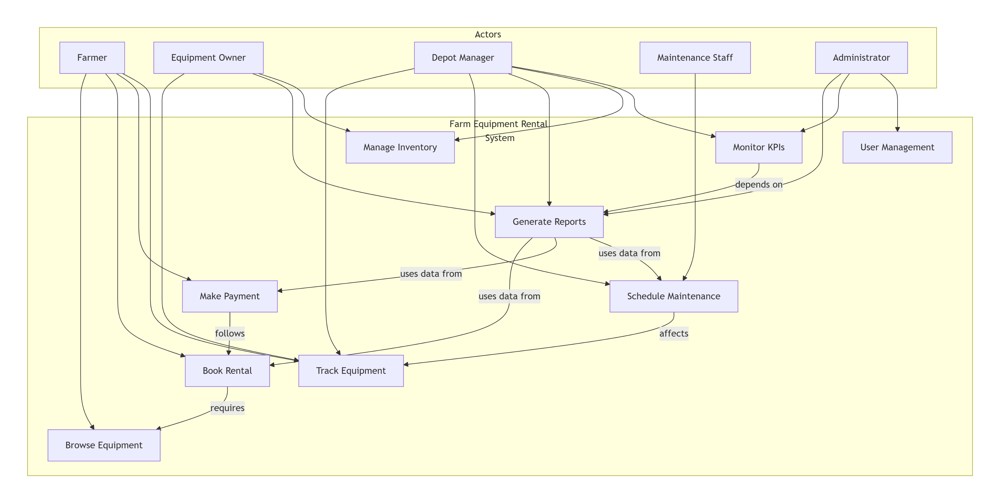 Actors
Farmer
Equipment Owner
Depot Manager
Maintenance Staff
Administrator
Farm Equipment Rental
System
Manage Inventory
Monitor KPIs
User Management
depends on
Generate Reports
uses data from
uses data from
Make Payment
uses data from
Schedule Maintenance
follows
affects
Book Rental
Track Equipment
requires
Browse Equipment